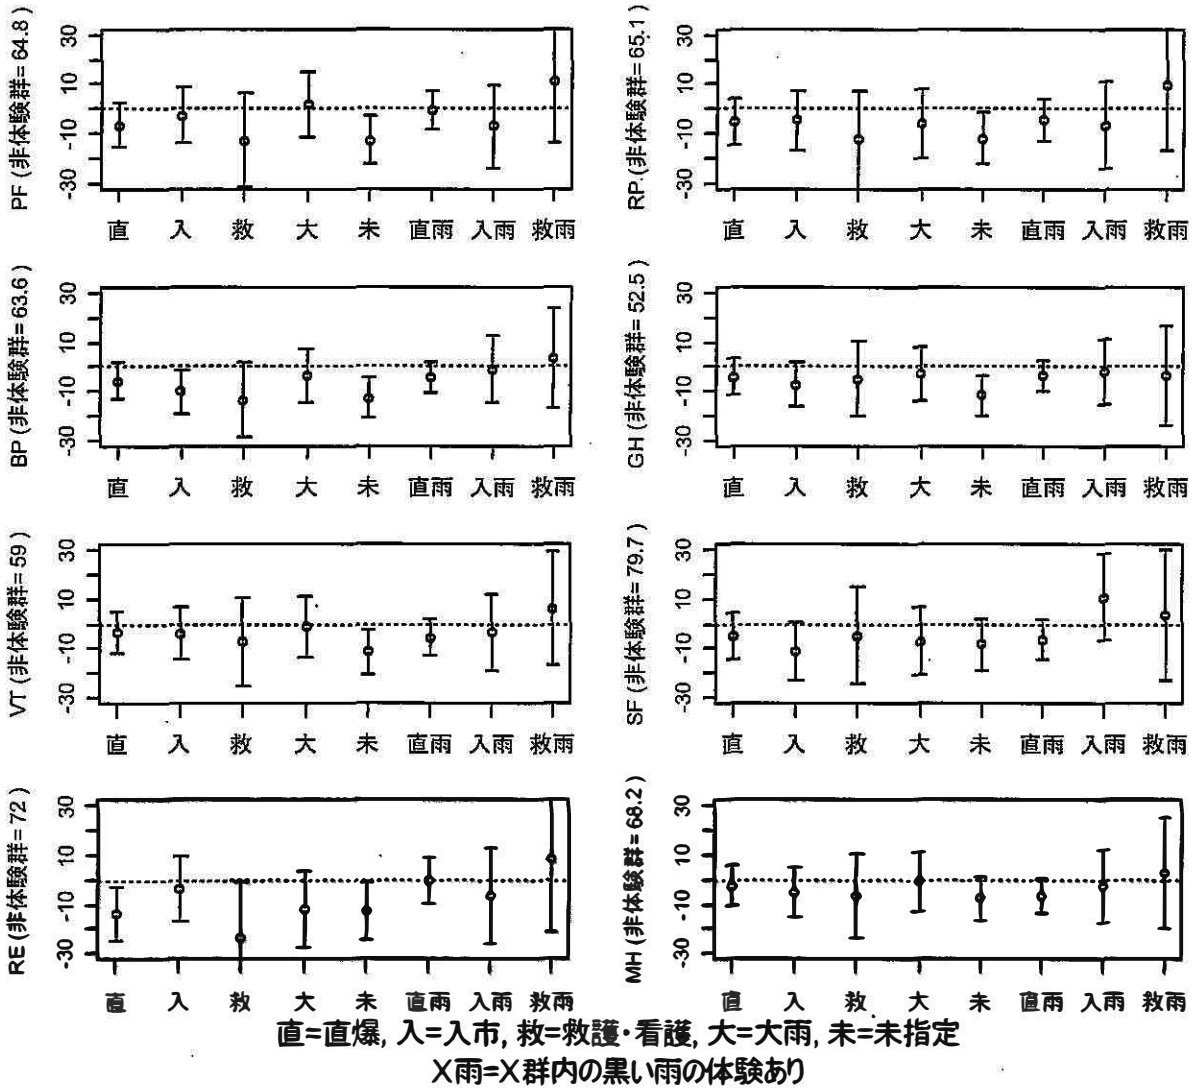 PF (非体験群= 64.8 )
30
10
-10
-30
直 入 救 大 未 直雨 入雨 救雨
RP (非体験群= 65.1 )
30
10
-10
-30
直 入 救 大 未 直雨 入雨 救雨
BP (非体験群= 63.6 )
30
10
-10
-30
直 入 救 大 未 直雨 入雨 救雨
GH (非体験群= 52.5 )
30
10
-10
-30
直 入 救 大 未 直雨 入雨 救雨
VT (非体験群= 59 )
30
10
-10
-30
直 入 救 大 未 直雨 入雨 救雨
SF (非体験群= 79.7 )
30
10
-10
-30
直 入 救 大 未 直雨 入雨 救雨
RE (非体験群= 72 )
30
10
-10
-30
直 入 救 大 未 直雨 入雨 救雨
MH (非体験群= 68.2 )
30
10
-10
-30
直 入 救 大 未 直雨 入雨 救雨
直=直爆, 入=入市, 救=救護・看護, 大=大雨, 未=未指定
X雨=X群内の黒い雨の体験あり